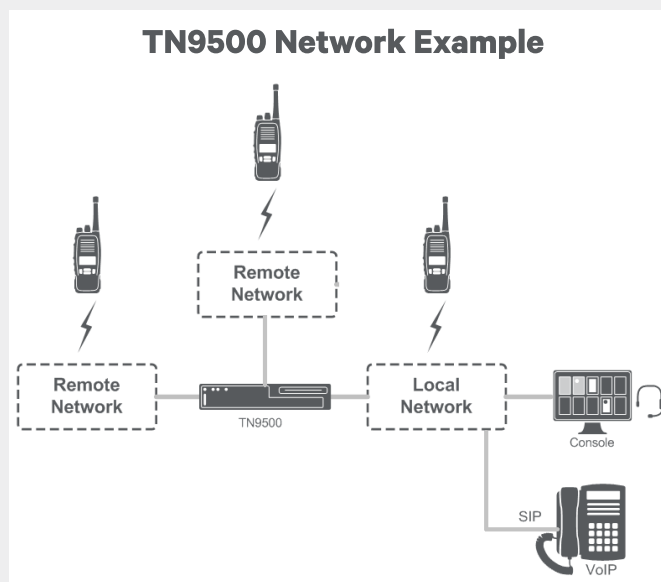 TN9500 Network Example
Remote
Network
Remote
Network
TN9500
Local
Network
Console
SIP
VoIP